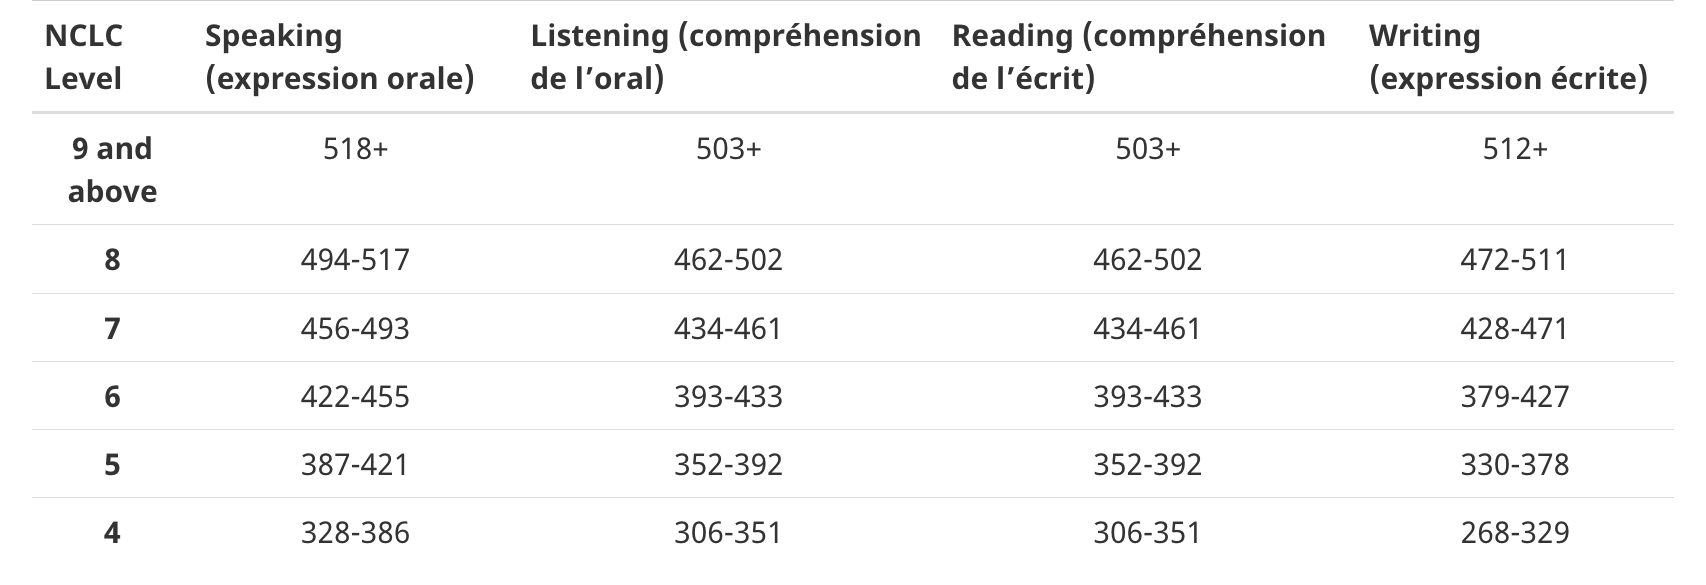 NCLC Level | Speaking (expression orale) | Listening (compréhension de l’oral) | Reading (compréhension de l’écrit) | Writing (expression écrite)
9 and above | 518+ | 503+ | 503+ | 512+
8 | 494-517 | 462-502 | 462-502 | 472-511
7 | 456-493 | 434-461 | 434-461 | 428-471
6 | 422-455 | 393-433 | 393-433 | 379-427
5 | 387-421 | 352-392 | 352-392 | 330-378
4 | 328-386 | 306-351 | 306-351 | 268-329